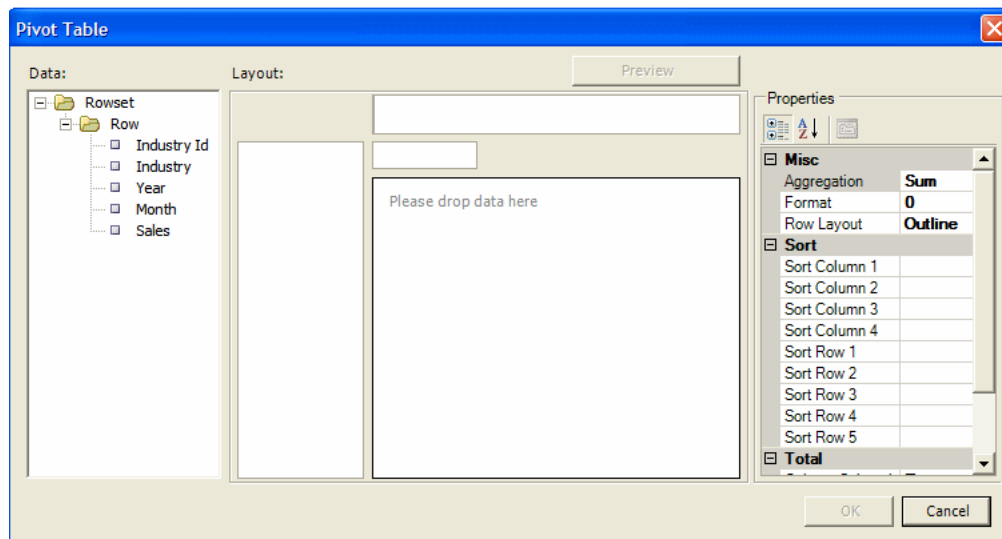 Pivot Table
Data:
Layout:
Preview
Rowset
Row
Industry Id
Industry
Year
Month
Sales
Please drop data here
Properties
A
Z
Misc
Aggregation Sum
Format 0
Row Layout Outline
Sort
Sort Column 1
Sort Column 2
Sort Column 3
Sort Column 4
Sort Row 1
Sort Row 2
Sort Row 3
Sort Row 4
Sort Row 5
Total
OK
Cancel